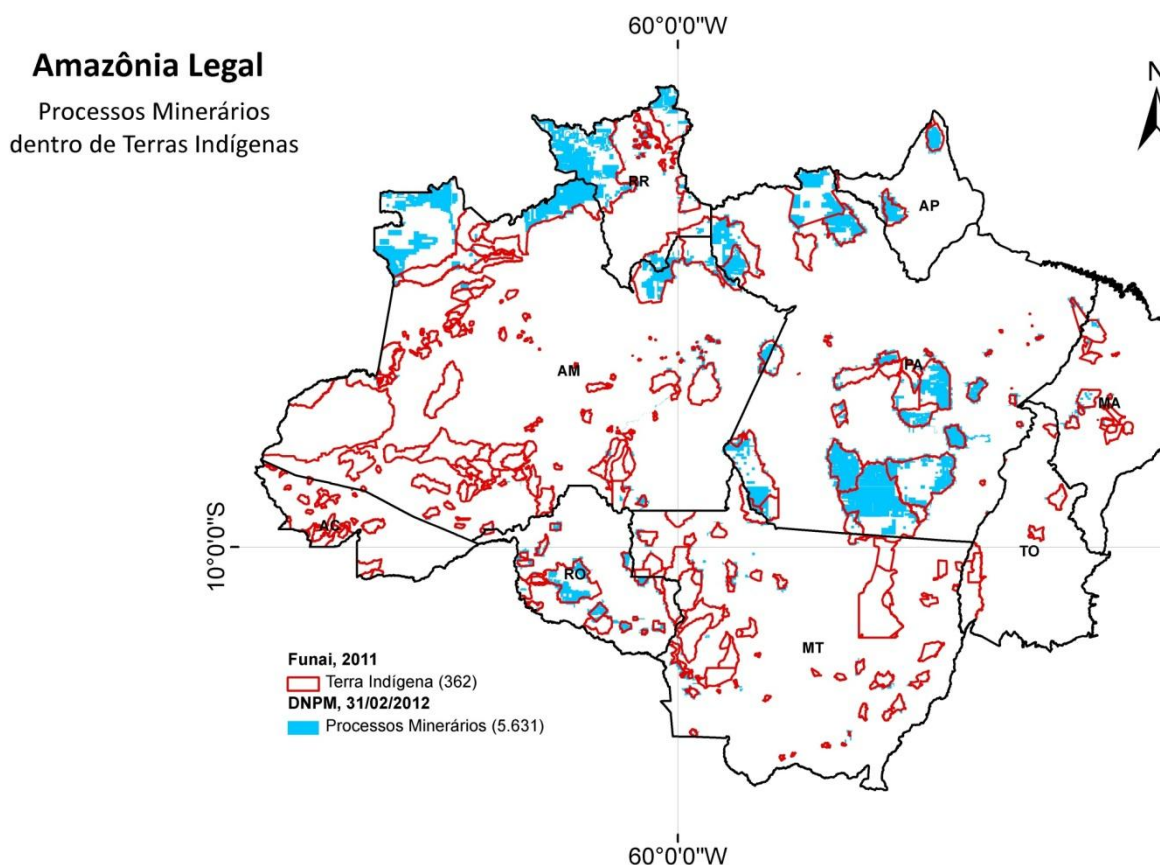 60°0'0"W
Amazônia Legal
Processos Minerários
dentro de Terras Indígenas
N
RR
AP
AM
PA
MA
AC
10°0'0"S
TO
RO
MT
Funai, 2011
Terra Indígena (362)
DNPM, 31/02/2012
Processos Minerários (5.631)
60°0'0"W